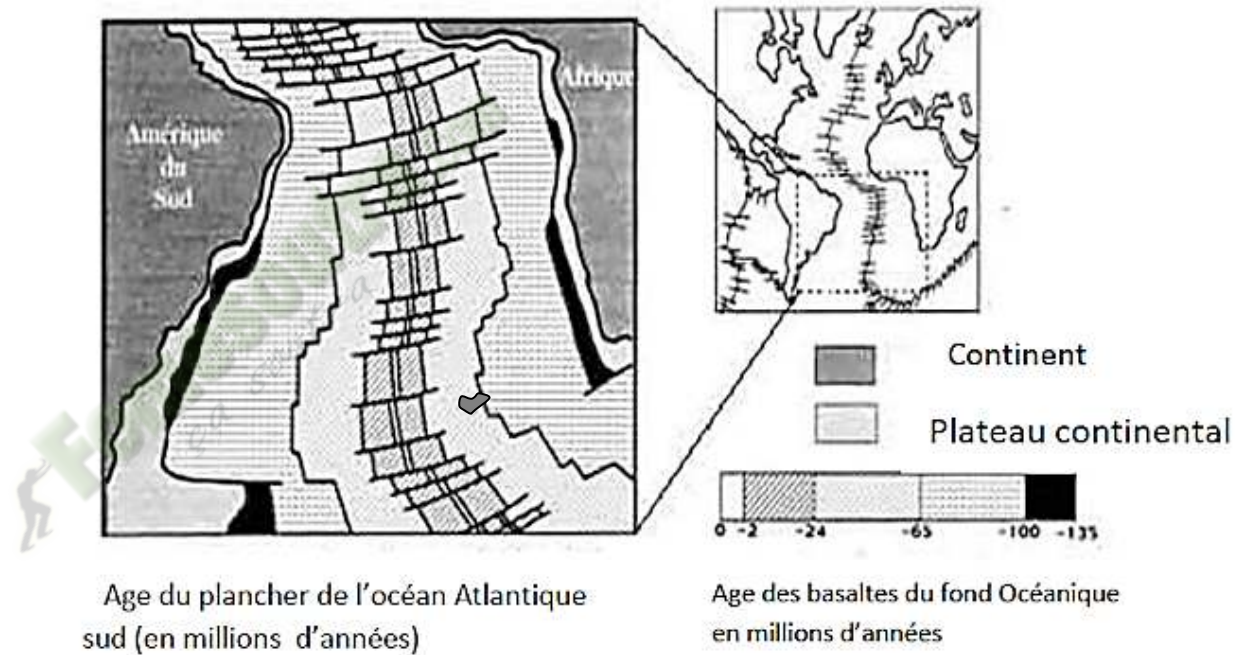 Amérique
du
Sud
Afrique
Continent
Plateau continental
0 -2 -24 -65 -100 -135
Age du plancher de l'océan Atlantique
sud (en millions d'années)
Age des basaltes du fond Océanique
en millions d'années